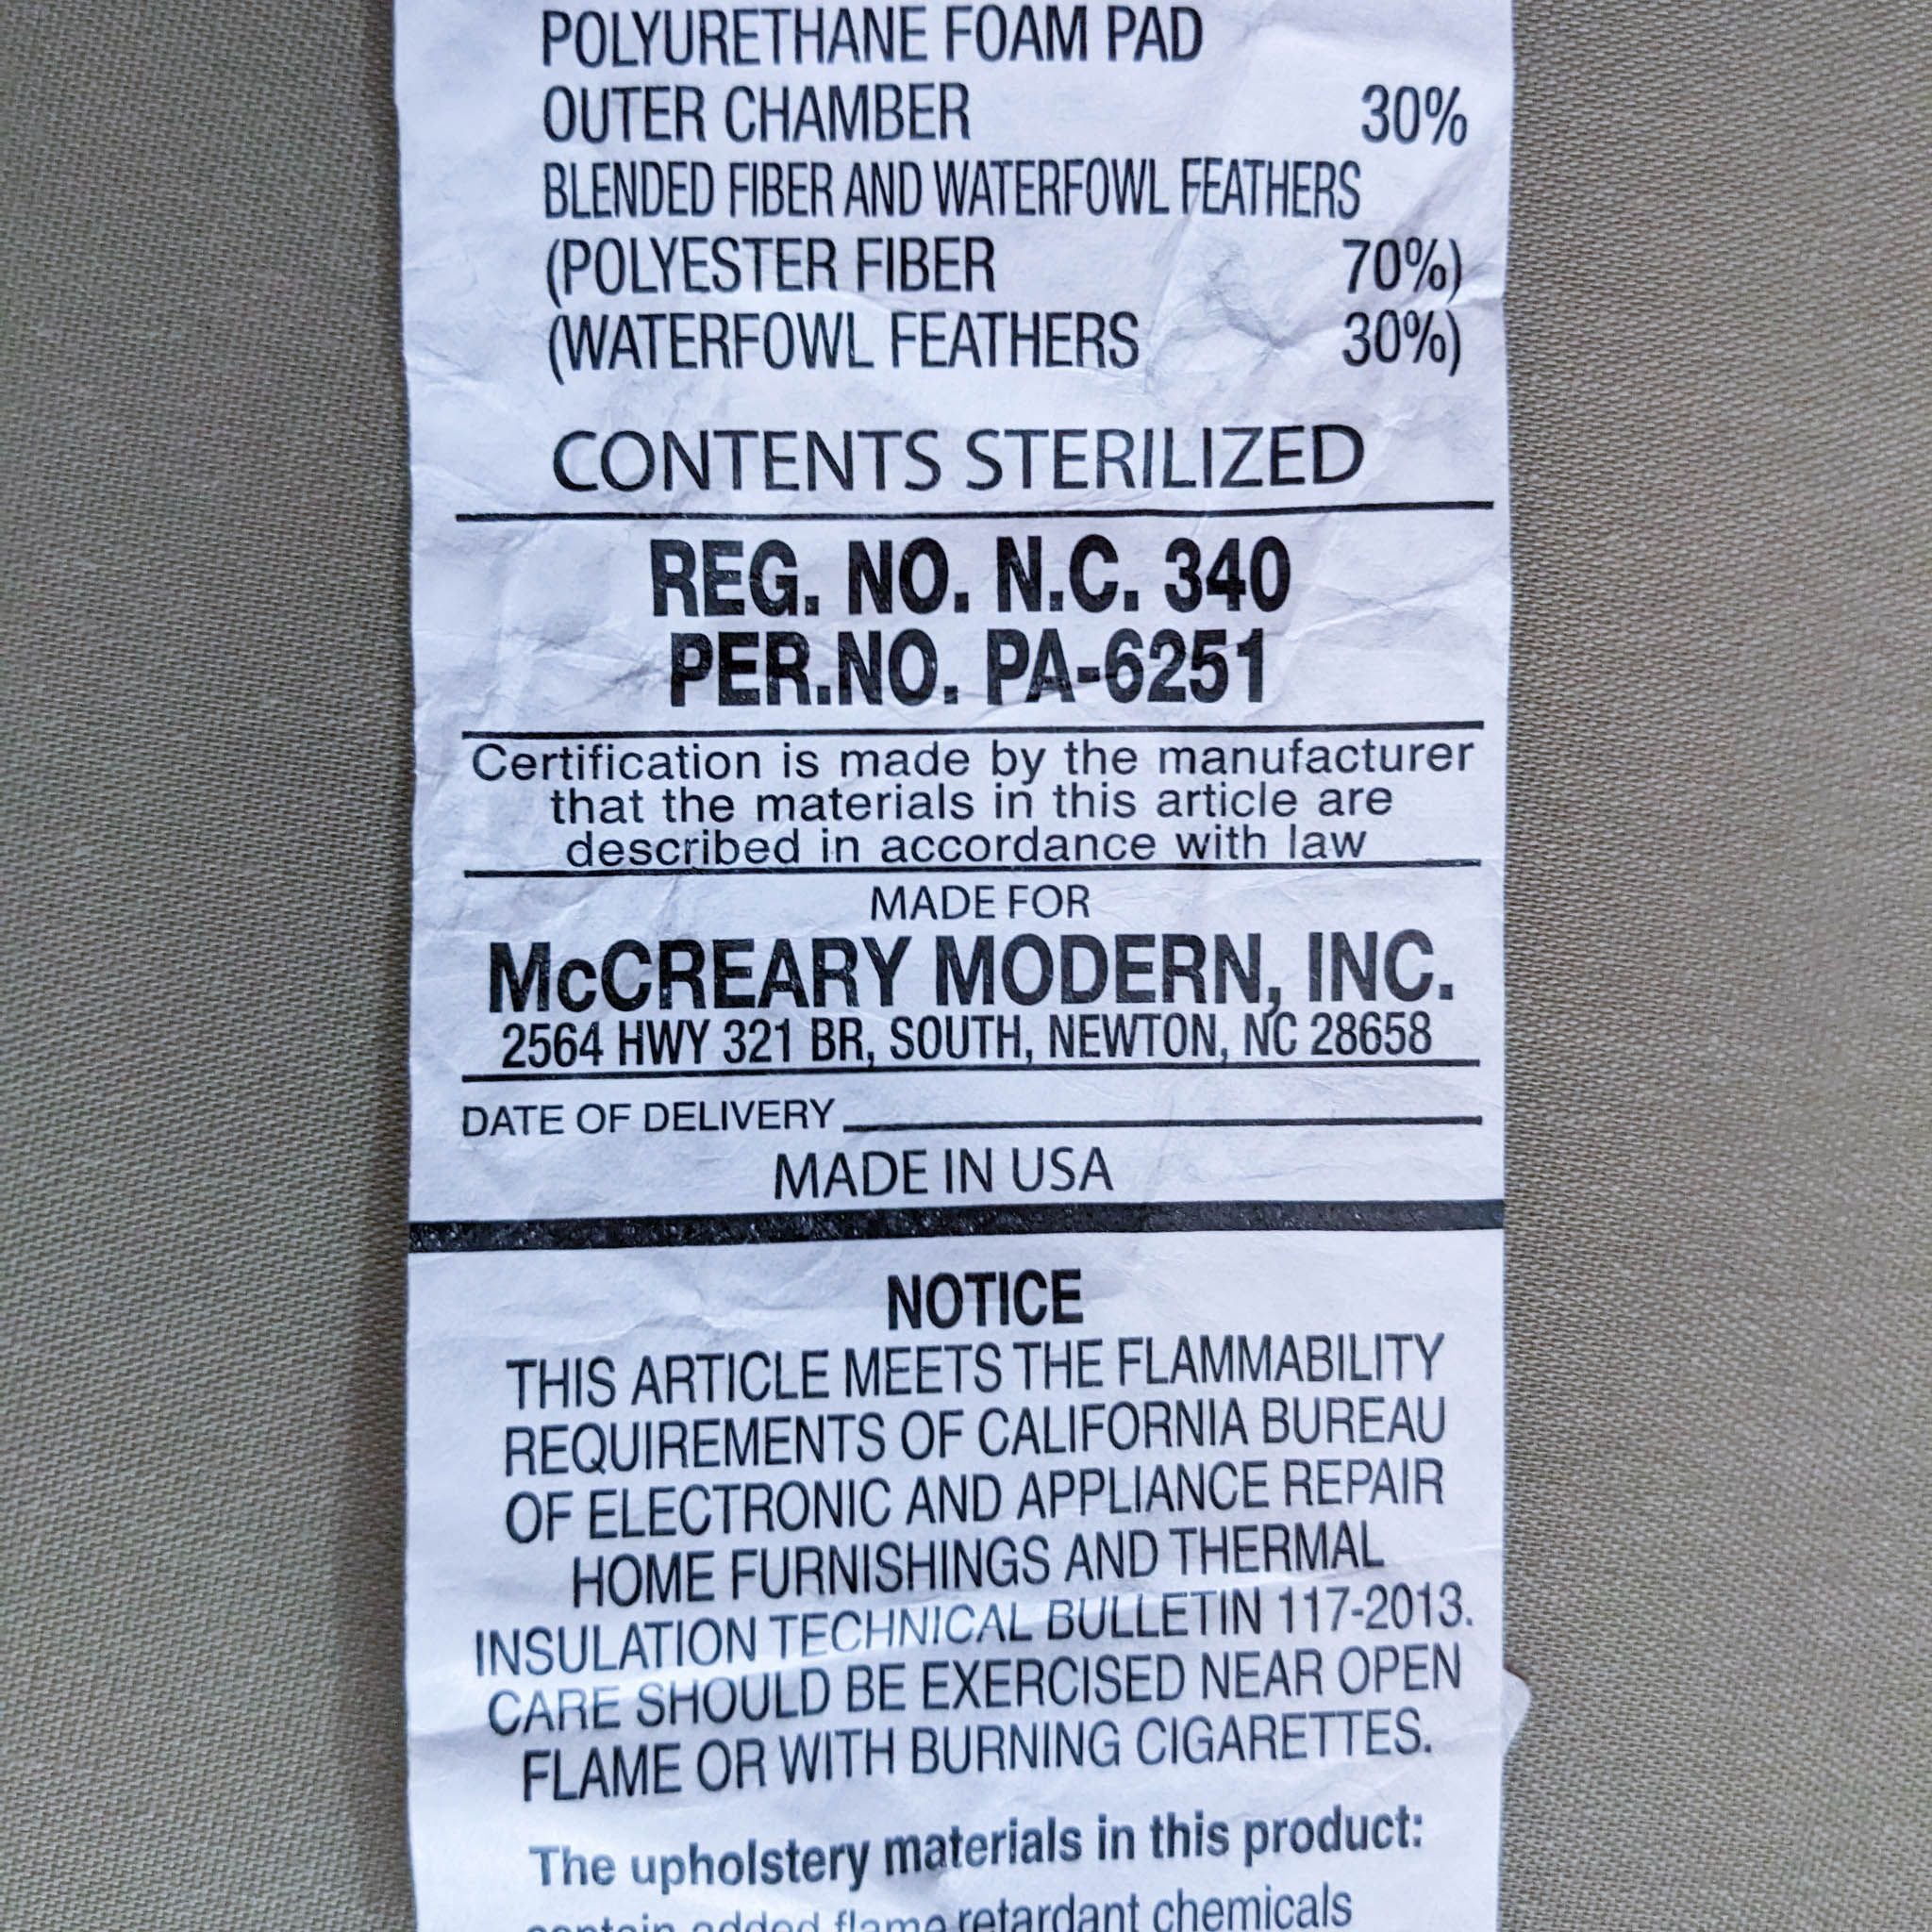 POLYURETHANE FOAM PAD
OUTER CHAMBER 30%
BLENDED FIBER AND WATERFOWL FEATHERS
(POLYESTER FIBER 70%)
(WATERFOWL FEATHERS 30%)
CONTENTS STERILIZED
REG. NO. N.C. 340
PER.NO. PA-6251
Certification is made by the manufacturer
that the materials in this article are
described in accordance with law
MADE FOR
McCREARY MODERN, INC.
2564 HWY 321 BR, SOUTH, NEWTON, NC 28658
DATE OF DELIVERY
MADE IN USA
NOTICE
THIS ARTICLE MEETS THE FLAMMABILITY
REQUIREMENTS OF CALIFORNIA BUREAU
OF ELECTRONIC AND APPLIANCE REPAIR
HOME FURNISHINGS AND THERMAL
INSULATION TECHNICAL BULLETIN 117-2013.
CARE SHOULD BE EXERCISED NEAR OPEN
FLAME OR WITH BURNING CIGARETTES.
The upholstery materials in this product:
contain added flame retardant chemicals